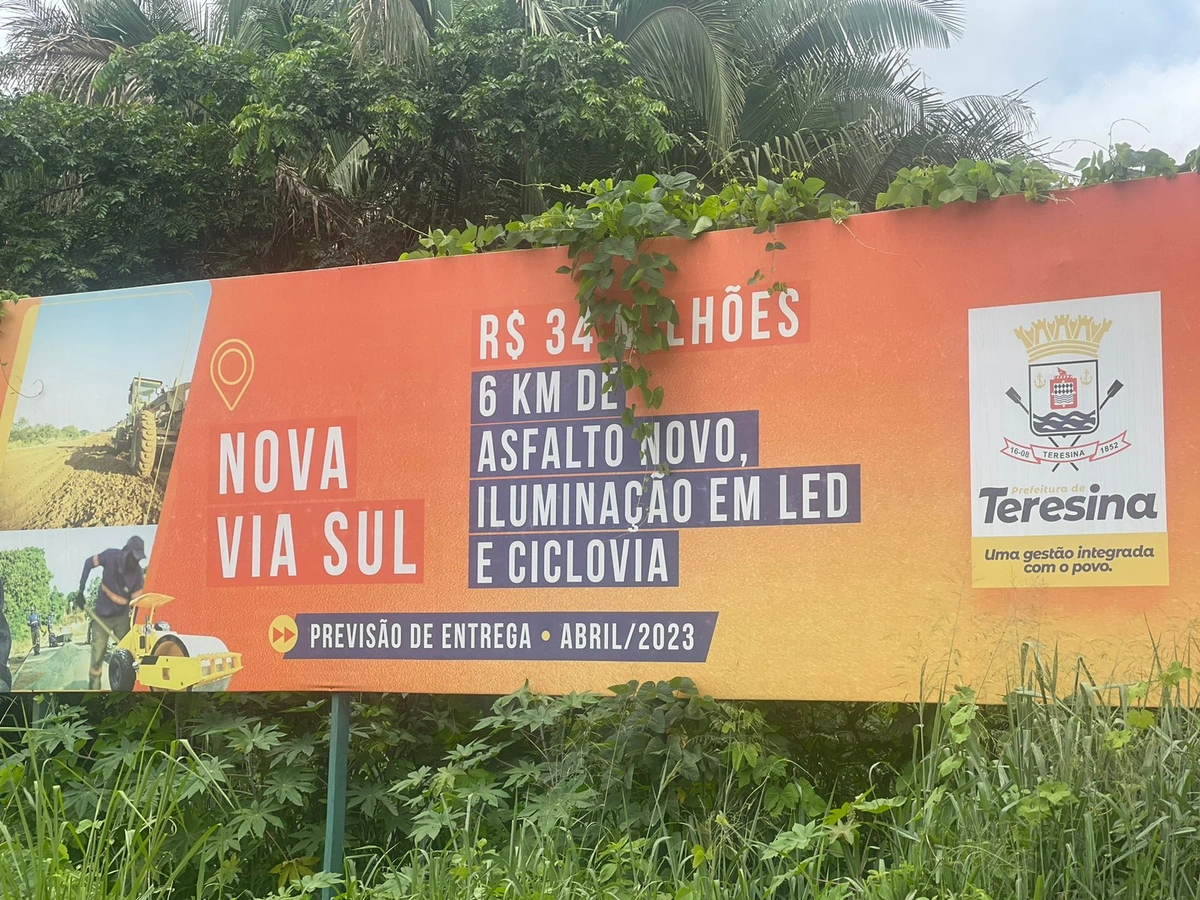 NOVA
VIA SUL
R$ 34 MILHÕES
6 KM DE
ASFALTO NOVO,
ILUMINAÇÃO EM LED
E CICLOVIA
PREVISÃO DE ENTREGA • ABRIL/2023
16-08 TERESINA 1852
Prefeitura de
Teresina
Uma gestão integrada
com o povo.